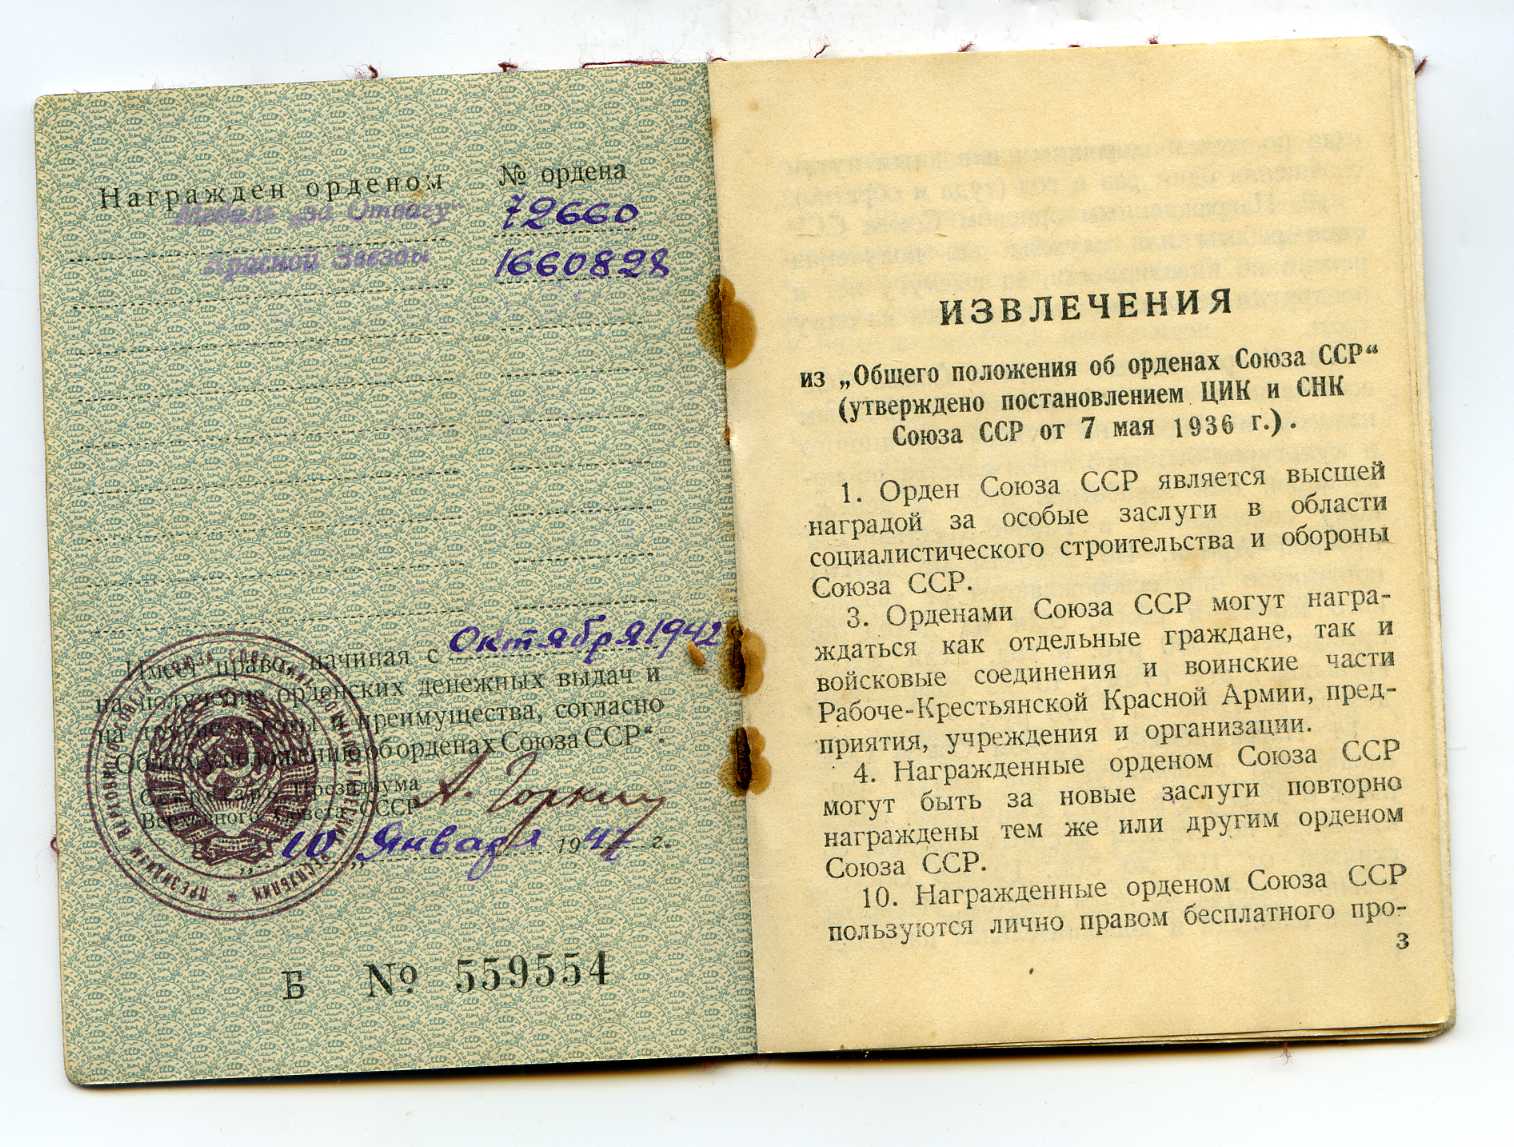 Награжден орденом № ордена
Медаль „за Отвагу“ 72660
Красной Звезды 1660828
Имеет право, начиная с октября 1942
на получение орденских денежных выдач и
на другие льготы и преимущества, согласно
„Общему положению об орденах Союза ССР“.
Секретарь Президиума
Верховного Совета СССР А. Горкин
„10“ Января 1947 г.
Б № 559554
ИЗВЛЕЧЕНИЯ
из „Общего положения об орденах Союза ССР“
(утверждено постановлением ЦИК и СНК
Союза ССР от 7 мая 1936 г.).
1. Орден Союза ССР является высшей
наградой за особые заслуги в области
социалистического строительства и обороны
Союза ССР.
3. Орденами Союза ССР могут награ-
ждаться как отдельные граждане, так и
войсковые соединения и воинские части
Рабоче-Крестьянской Красной Армии, пред-
приятия, учреждения и организации.
4. Награжденные орденом Союза ССР
могут быть за новые заслуги повторно
награждены тем же или другим орденом
Союза ССР.
10. Награжденные орденом Союза ССР
пользуются лично правом бесплатного про-
3